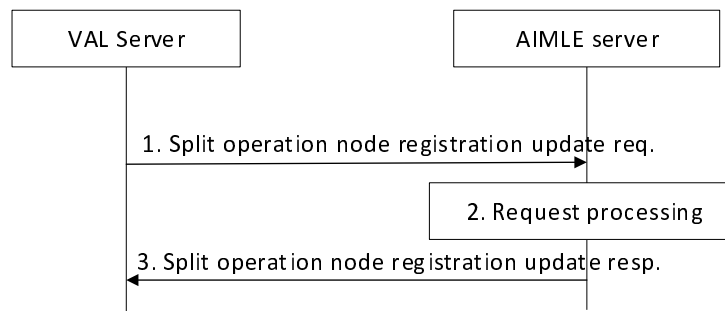 VAL Server
AIMLE server
1. Split operation node registration update req.
2. Request processing
3. Split operation node registration update resp.